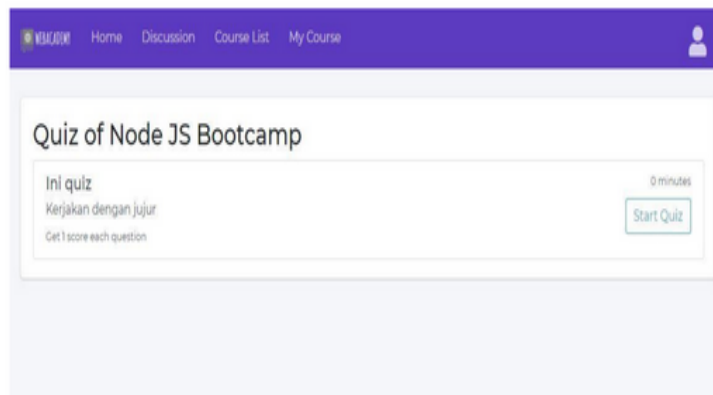 WEBACADEMY Home Discussion Course List My Course
Quiz of Node JS Bootcamp
Ini quiz
0 minutes
Kerjakan dengan jujur
Start Quiz
Get 1 score each question